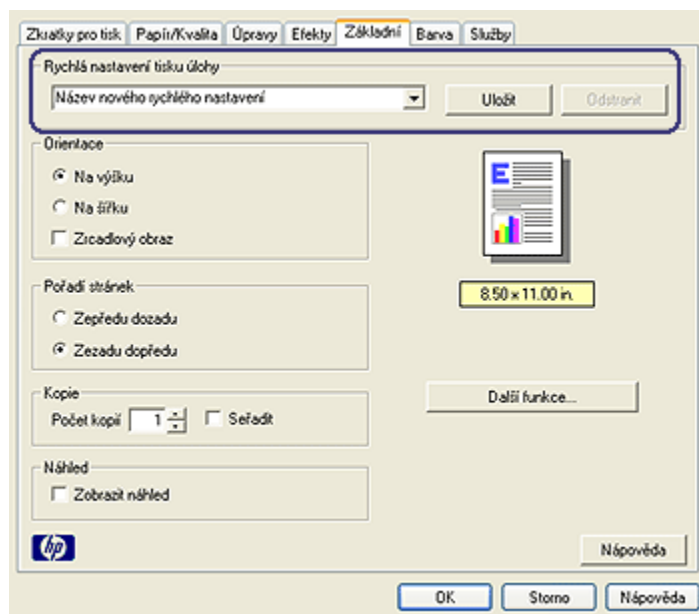 Zkratky pro tisk Papír/Kvalita Úpravy Efekty Základní Barva Služby
Rychlá nastavení tisku úlohy
Název nového rychlého nastavení Uložit Odstranit
Orientace
Na výšku
Na šířku
Zrcadlový obraz
E
8.50 x 11.00 in.
Pořadí stránek
Zepředu dozadu
Zezadu dopředu
Kopie
Počet kopií 1 Seřadit
Další funkce...
Náhled
Zobrazit náhled
hp
Nápověda
OK Storno Nápověda